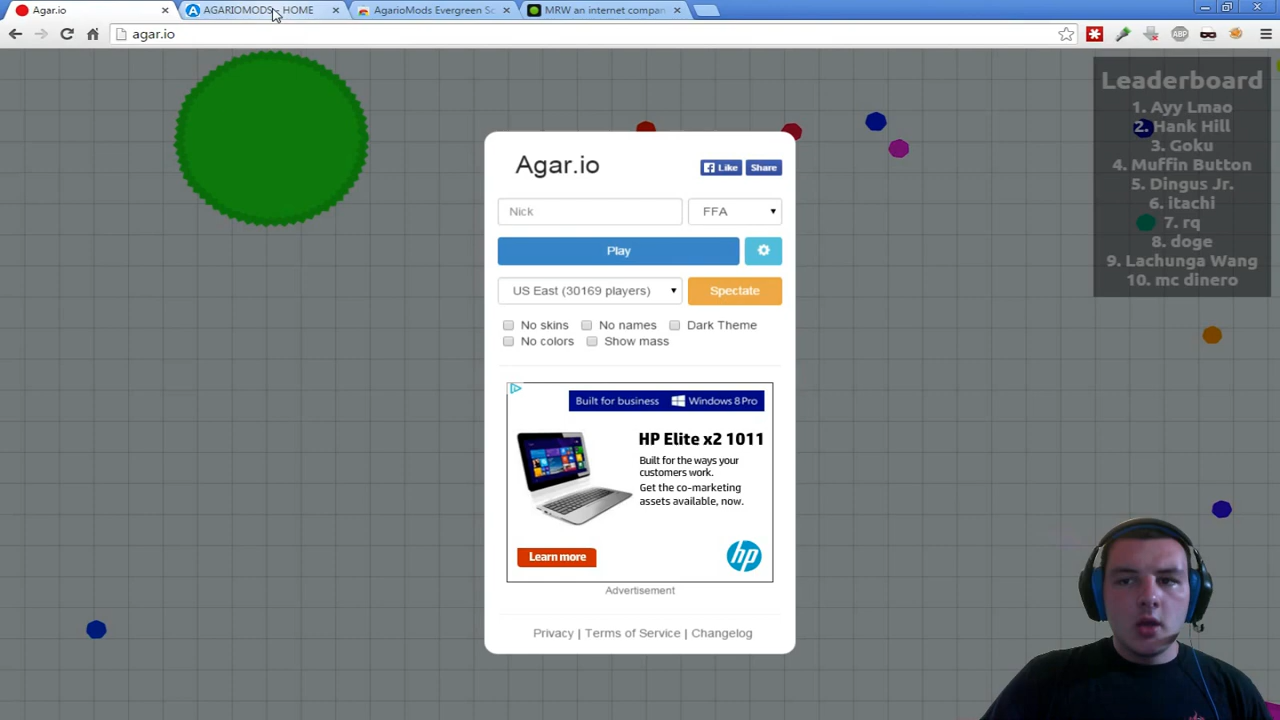 Agar.io
AGARIOMODS - HOME
AgarioMods Evergreen Sc
MRW an internet compan
agar.io
ABP
Leaderboard
1. Ayy Lmao
2. Hank Hill
3. Goku
4. Muffin Button
5. Dingus Jr.
6. itachi
7. rq
8. doge
9. Lachunga Wang
10. mc dinero
Agar.io
Like
Share
Nick
FFA
Play
US East (30169 players)
Spectate
No skins
No names
Dark Theme
No colors
Show mass
Built for business
Windows 8 Pro
HP Elite x2 1011
Built for the ways your
customers work.
Get the co-marketing
assets available, now.
Learn more
hp
Advertisement
Privacy | Terms of Service | Changelog